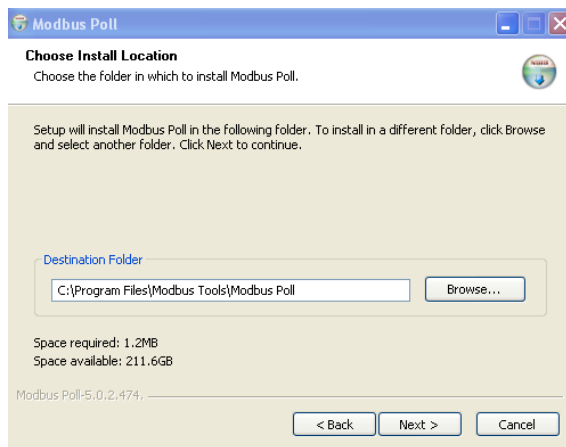 Modbus Poll
Choose Install Location
Choose the folder in which to install Modbus Poll.
Setup will install Modbus Poll in the following folder. To install in a different folder, click Browse
and select another folder. Click Next to continue.
Destination Folder
C:\Program Files\Modbus Tools\Modbus Poll
Browse...
Space required: 1.2MB
Space available: 211.6GB
Modbus Poll-5.0.2.474.
< Back
Next >
Cancel